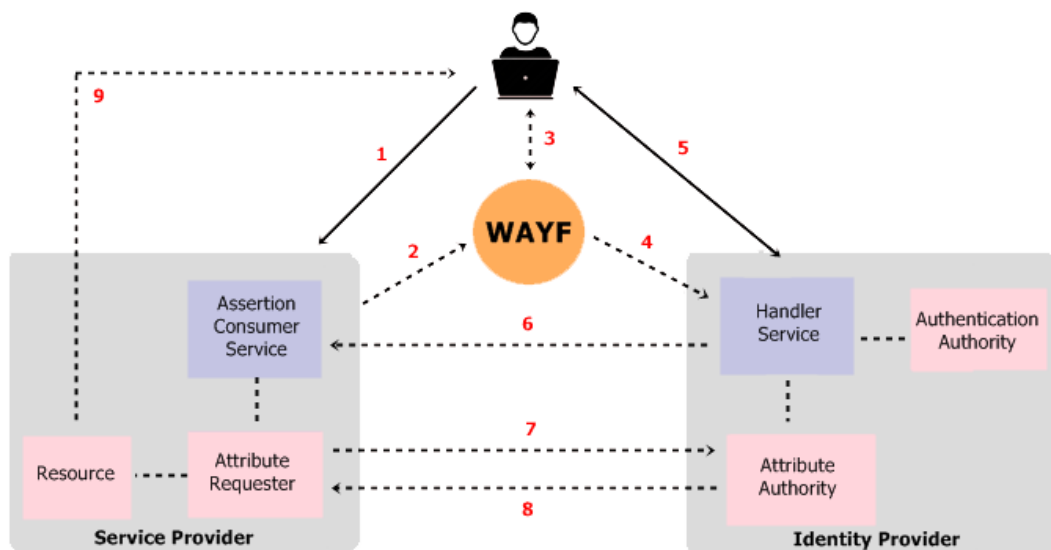 9
3
1
5
WAYF
2
4
Assertion
Consumer
Service
6
Handler
Service
Authentication
Authority
7
Resource
Attribute
Requester
Attribute
Authority
8
Service Provider
Identity Provider